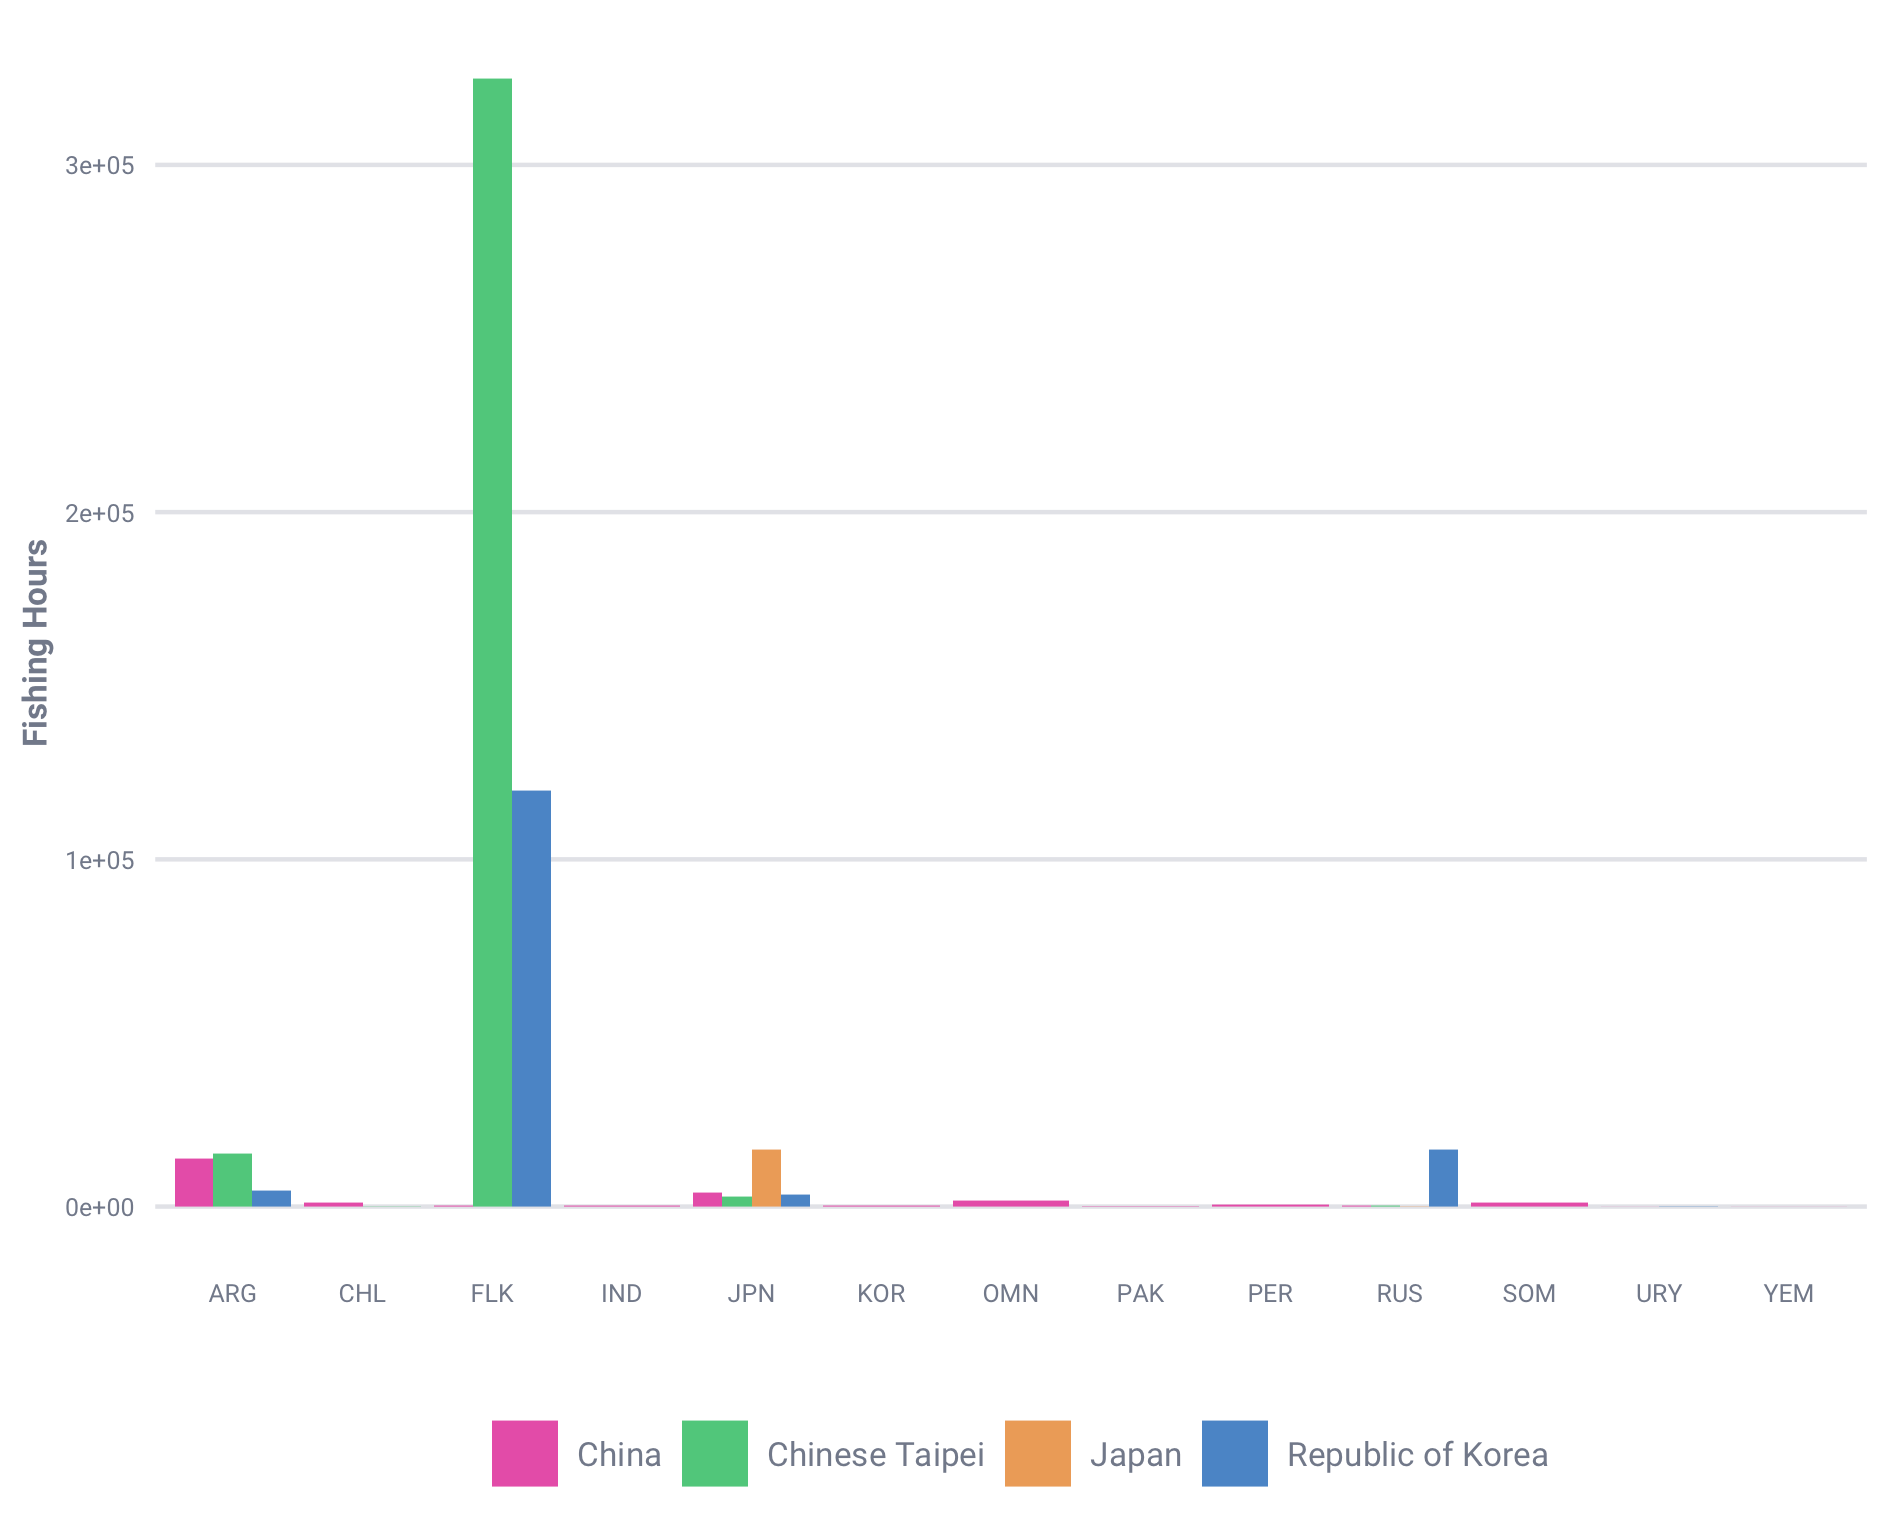 Fishing Hours
3e+05
2e+05
1e+05
0e+00
ARG CHL FLK IND JPN KOR OMN PAK PER RUS SOM URY YEM
China Chinese Taipei Japan Republic of Korea